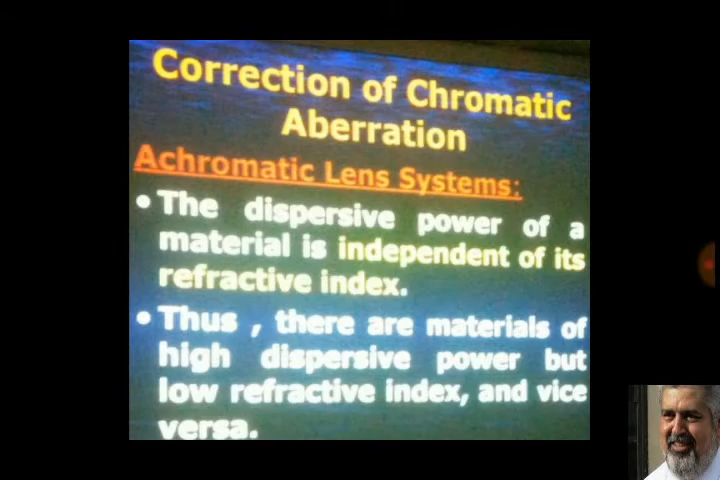 Correction of Chromatic
Aberration
Achromatic Lens Systems:
• The dispersive power of a
material is independent of its
refractive index.
• Thus , there are materials of
high dispersive power but
low refractive index, and vice
versa.